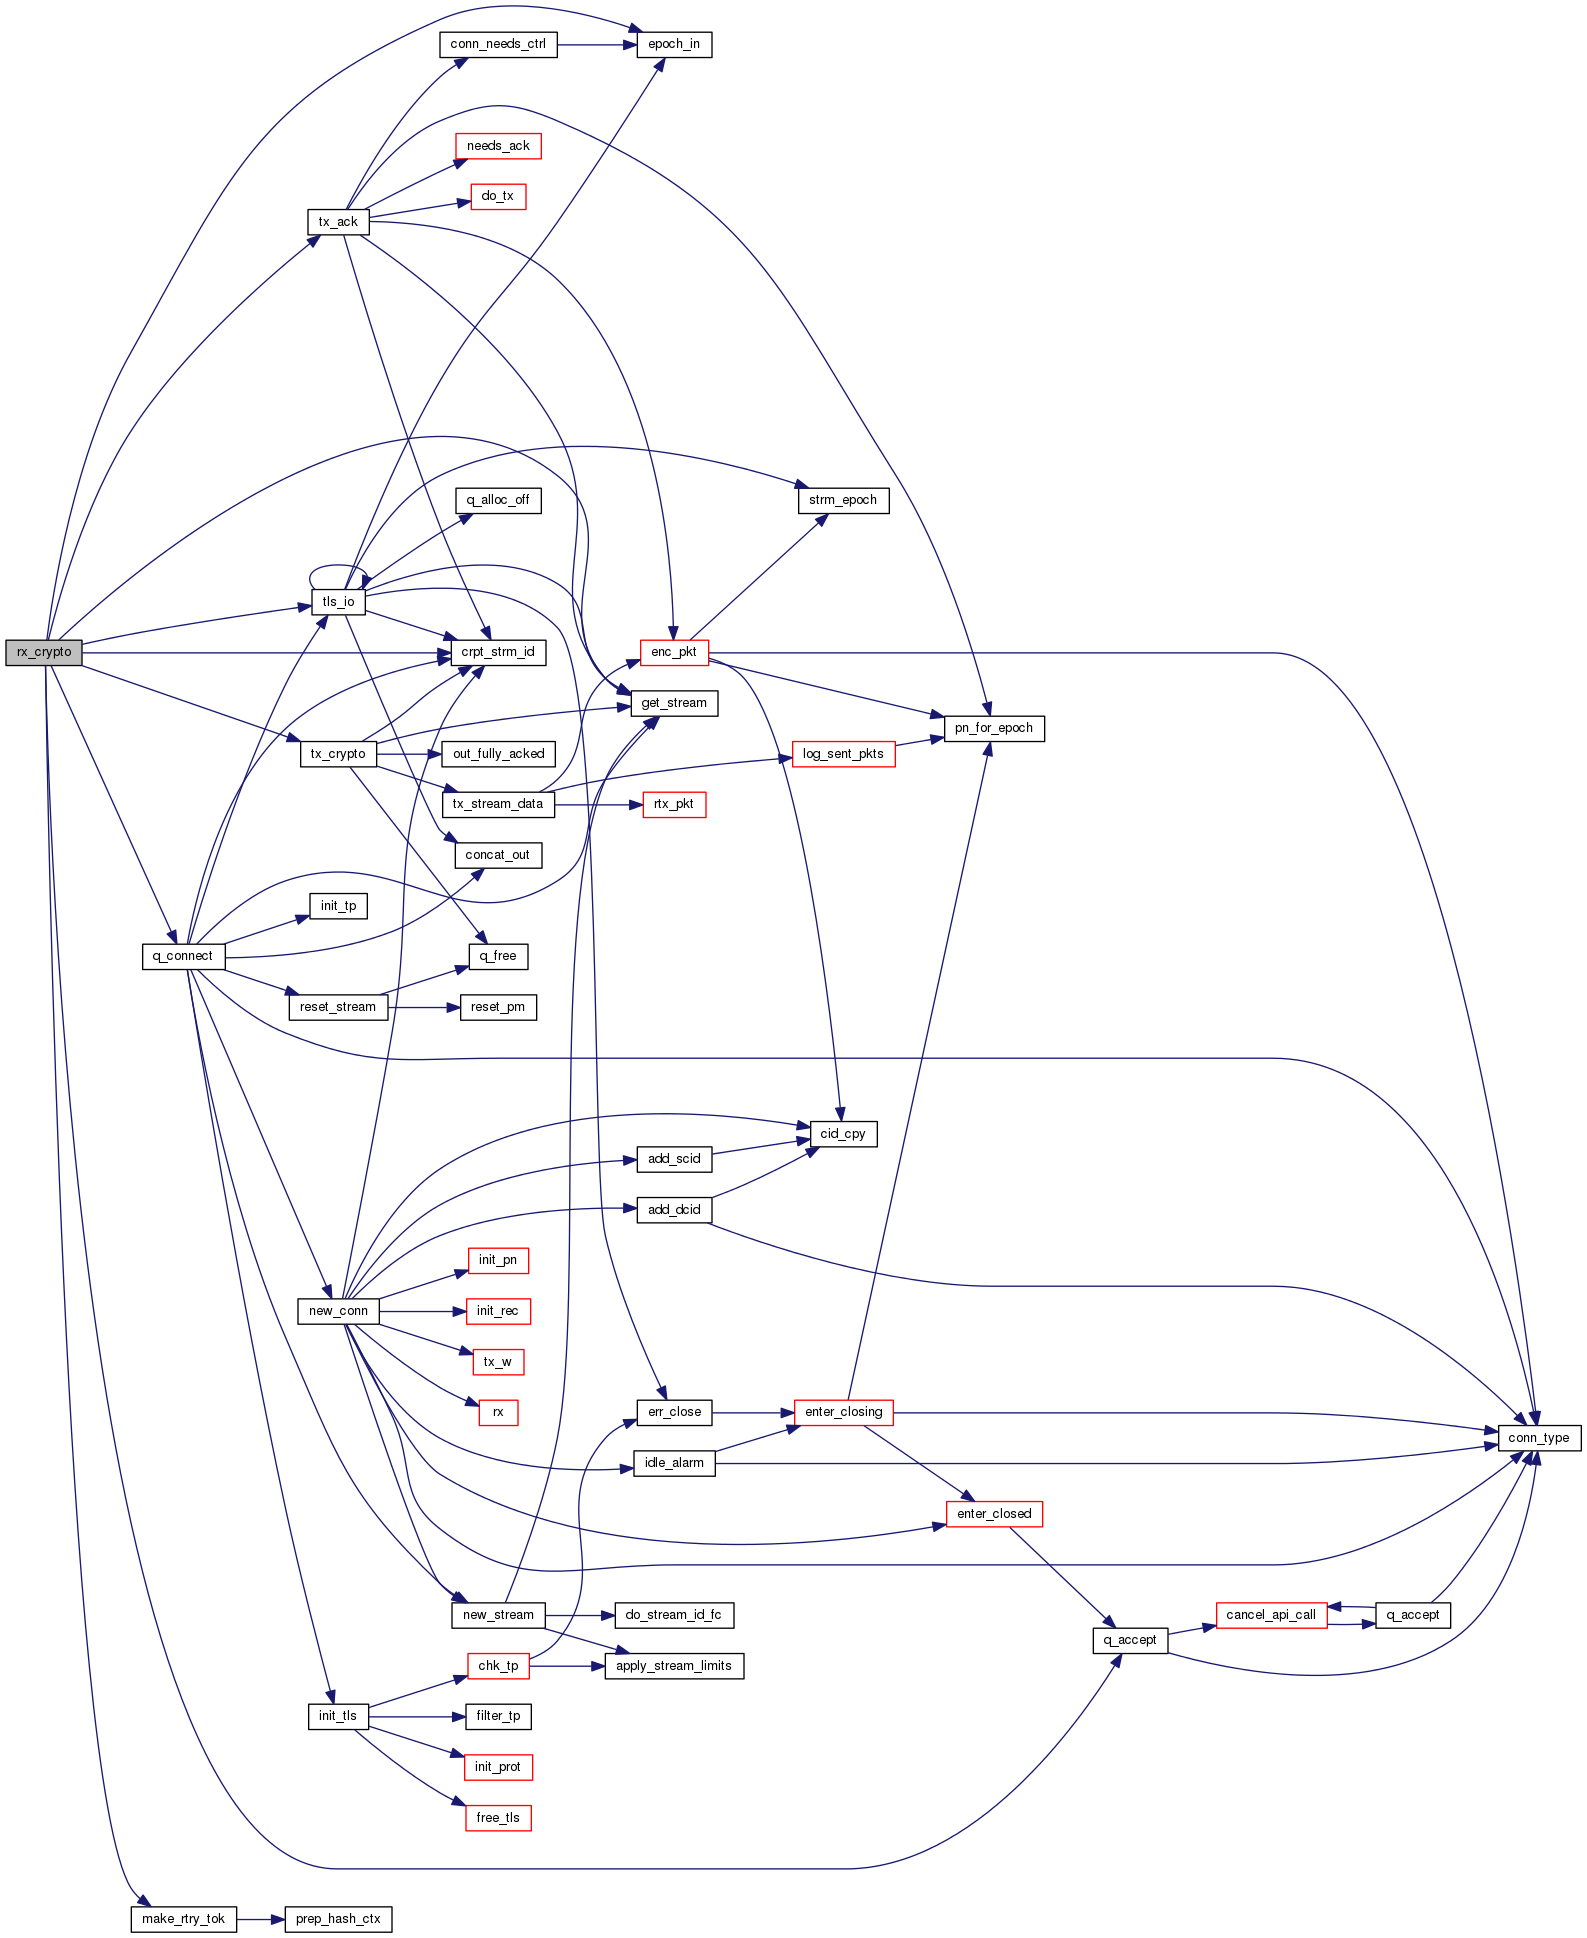 conn_needs_ctrl
epoch_in
needs_ack
do_tx
tx_ack
q_alloc_off
strm_epoch
tls_io
rx_crypto
crpt_strm_id
enc_pkt
get_stream
pn_for_epoch
tx_crypto
out_fully_acked
log_sent_pkts
tx_stream_data
rtx_pkt
concat_out
init_tp
q_connect
q_free
reset_stream
reset_pm
cid_cpy
add_scid
add_dcid
init_pn
new_conn
init_rec
tx_w
rx
err_close
enter_closing
conn_type
idle_alarm
enter_closed
new_stream
do_stream_id_fc
cancel_api_call
q_accept
q_accept
chk_tp
apply_stream_limits
init_tls
filter_tp
init_prot
free_tls
make_rtry_tok
prep_hash_ctx